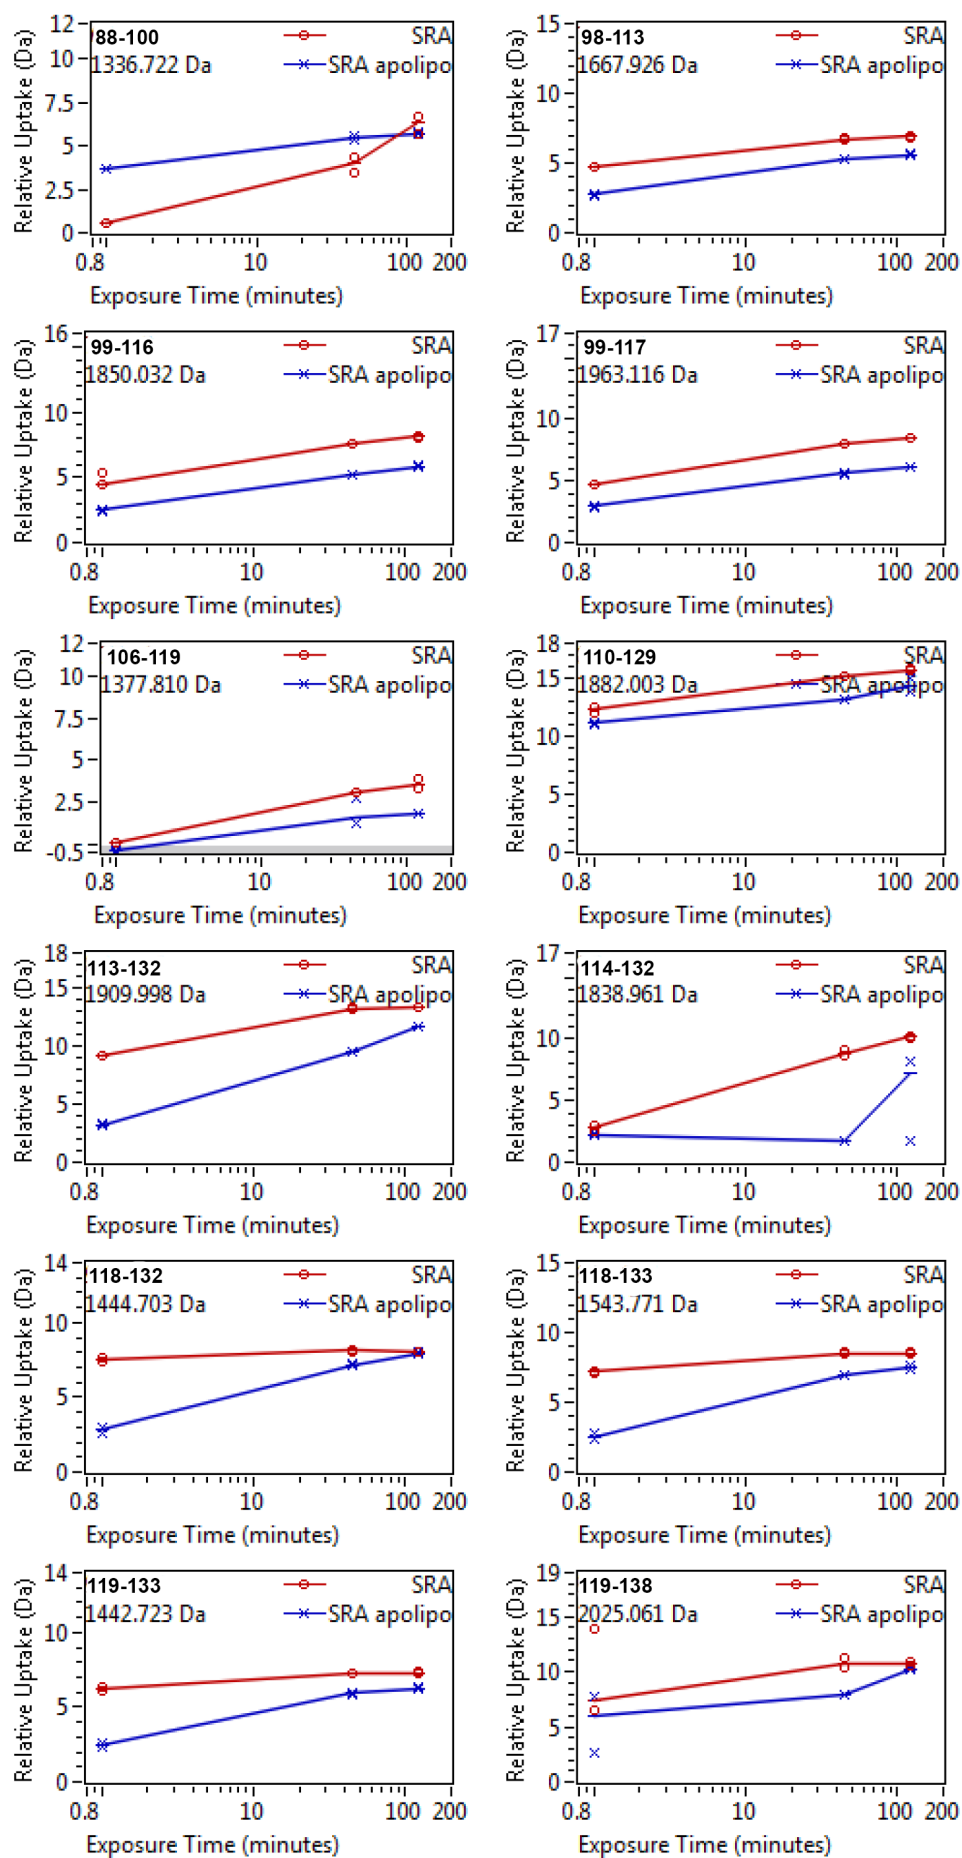 12
10
7.5
5
2.5
0
Relative Uptake (Da)
88-100
1336.722 Da
SRA
SRA apolipo
0.8
10
100
200
Exposure Time (minutes)
15
10
5
0
Relative Uptake (Da)
98-113
1667.926 Da
SRA
SRA apolipo
0.8
10
100
200
Exposure Time (minutes)
16
10
5
0
Relative Uptake (Da)
99-116
1850.032 Da
SRA
SRA apolipo
0.8
10
100
200
Exposure Time (minutes)
17
10
5
0
Relative Uptake (Da)
99-117
1963.116 Da
SRA
SRA apolipo
0.8
10
100
200
Exposure Time (minutes)
12
10
7.5
5
2.5
-0.5
Relative Uptake (Da)
106-119
1377.810 Da
SRA
SRA apolipo
0.8
10
100
200
Exposure Time (minutes)
18
15
10
5
0
Relative Uptake (Da)
110-129
1882.003 Da
SRA
SRA apolipo
0.8
10
100
200
Exposure Time (minutes)
18
15
10
5
0
Relative Uptake (Da)
113-132
1909.998 Da
SRA
SRA apolipo
0.8
10
100
200
Exposure Time (minutes)
17
10
5
0
Relative Uptake (Da)
114-132
1838.961 Da
SRA
SRA apolipo
0.8
10
100
200
Exposure Time (minutes)
14
10
5
0
Relative Uptake (Da)
118-132
1444.703 Da
SRA
SRA apolipo
0.8
10
100
200
Exposure Time (minutes)
15
10
5
0
Relative Uptake (Da)
118-133
1543.771 Da
SRA
SRA apolipo
0.8
10
100
200
Exposure Time (minutes)
14
10
5
0
Relative Uptake (Da)
119-133
1442.723 Da
SRA
SRA apolipo
0.8
10
100
200
Exposure Time (minutes)
19
15
10
5
0
Relative Uptake (Da)
119-138
2025.061 Da
SRA
SRA apolipo
0.8
10
100
200
Exposure Time (minutes)